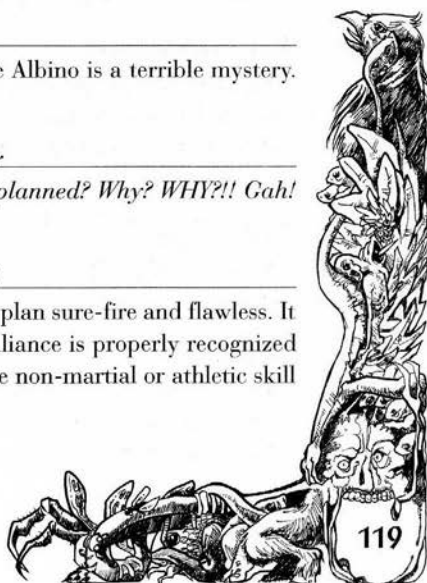 Albino is a terrible mystery.
planned? Why? WHY?!! Gah!
plan sure-fire and flawless. It
liance is properly recognized
non-martial or athletic skill
119